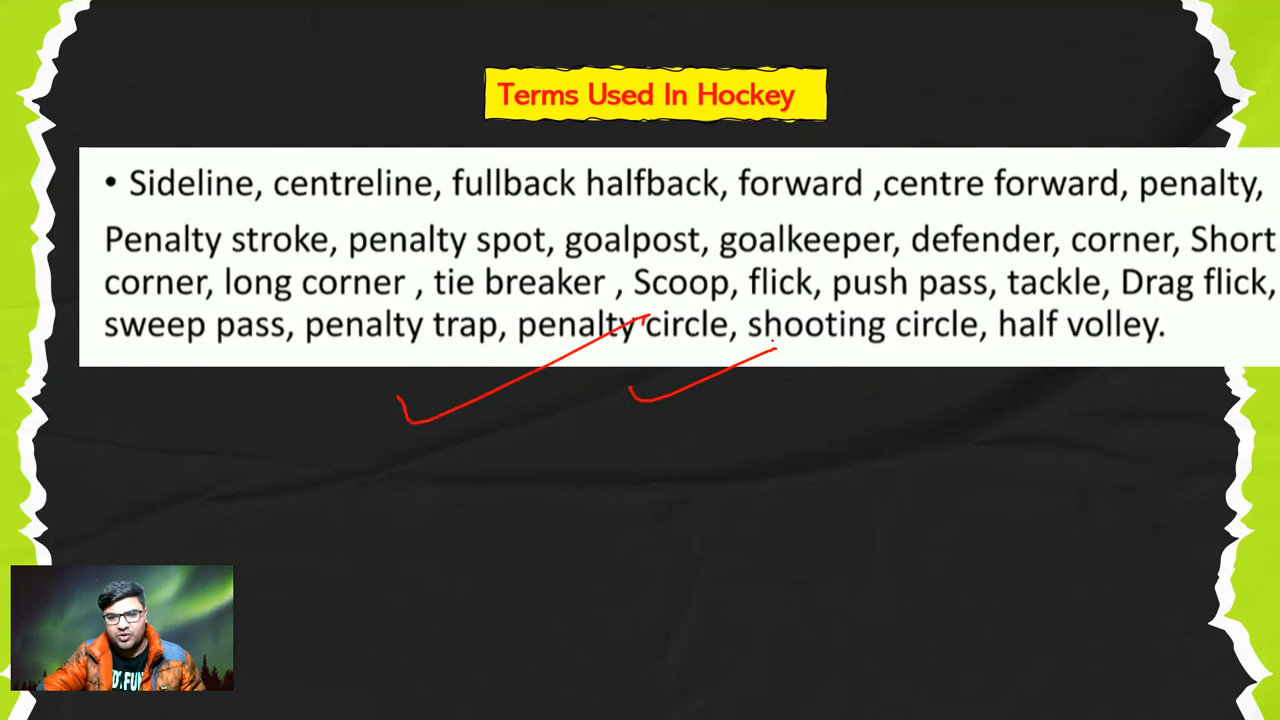 Terms Used In Hockey
• Sideline, centreline, fullback halfback, forward ,centre forward, penalty,
Penalty stroke, penalty spot, goalpost, goalkeeper, defender, corner, Short
corner, long corner , tie breaker , Scoop, flick, push pass, tackle, Drag flick,
sweep pass, penalty trap, penalty circle, shooting circle, half volley.